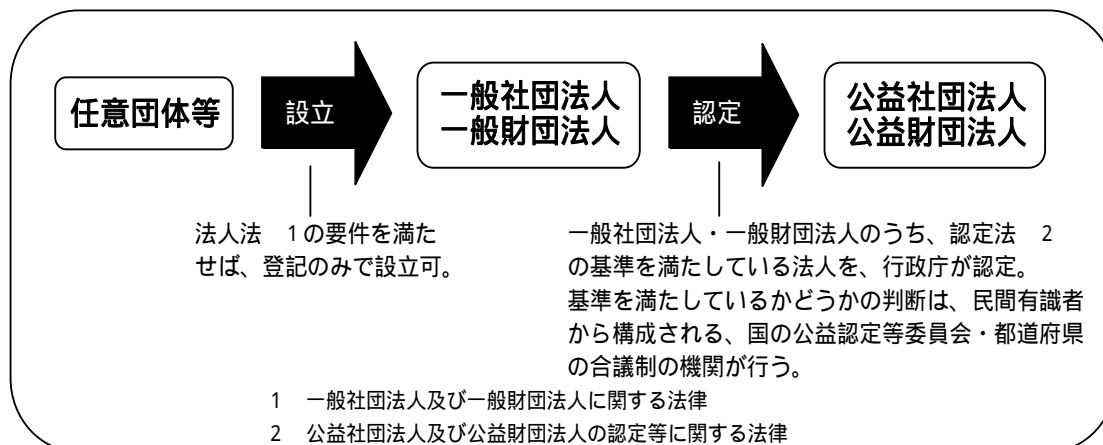 任意団体等
設立
一般社団法人
一般財団法人
認定
公益社団法人
公益財団法人
法人法　1の要件を満た
せば、登記のみで設立可。
一般社団法人・一般財団法人のうち、認定法　2
の基準を満たしている法人を、行政庁が認定。
基準を満たしているかどうかの判断は、民間有識者
から構成される、国の公益認定等委員会・都道府県
の合議制の機関が行う。
1　一般社団法人及び一般財団法人に関する法律
2　公益社団法人及び公益財団法人の認定等に関する法律